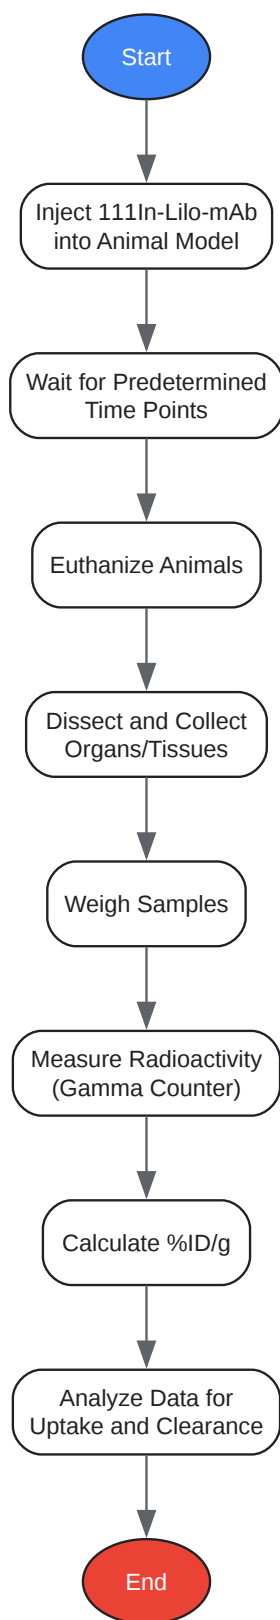 Start
Inject 111In-Lilo-mAb
into Animal Model
Wait for Predetermined
Time Points
Euthanize Animals
Dissect and Collect
Organs/Tissues
Weigh Samples
Measure Radioactivity
(Gamma Counter)
Calculate %ID/g
Analyze Data for
Uptake and Clearance
End